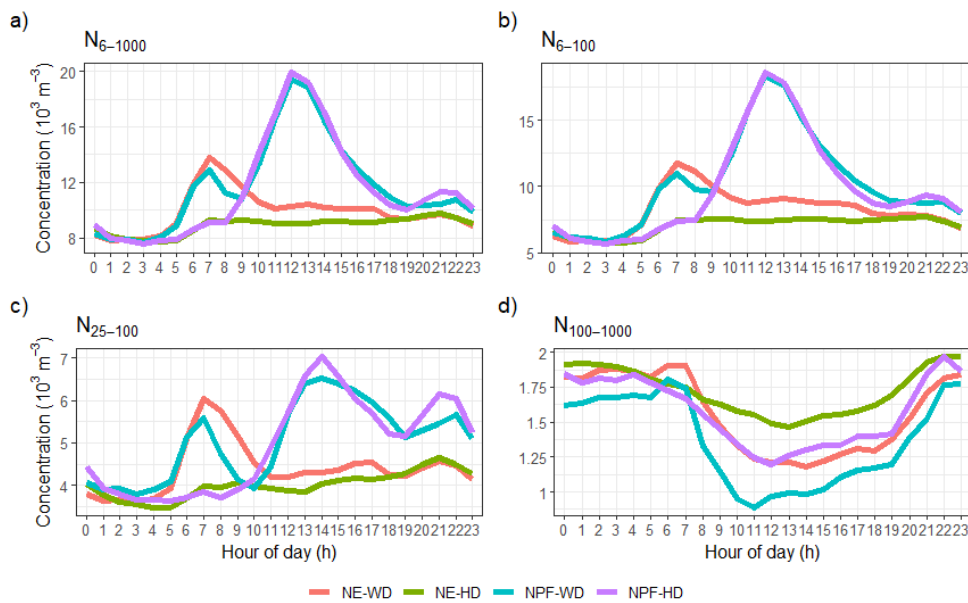 a)
N6−1000
Concentration (10³ m⁻³)
20
16
12
8
0 1 2 3 4 5 6 7 8 9 10 11 12 13 14 15 16 17 18 19 20 21 22 23
b)
N6−100
15
10
5
0 1 2 3 4 5 6 7 8 9 10 11 12 13 14 15 16 17 18 19 20 21 22 23
c)
N25−100
Concentration (10³ m⁻³)
7
6
5
4
0 1 2 3 4 5 6 7 8 9 10 11 12 13 14 15 16 17 18 19 20 21 22 23
Hour of day (h)
d)
N100−1000
2
1.75
1.5
1.25
1
0 1 2 3 4 5 6 7 8 9 10 11 12 13 14 15 16 17 18 19 20 21 22 23
Hour of day (h)
NE-WD NE-HD NPF-WD NPF-HD